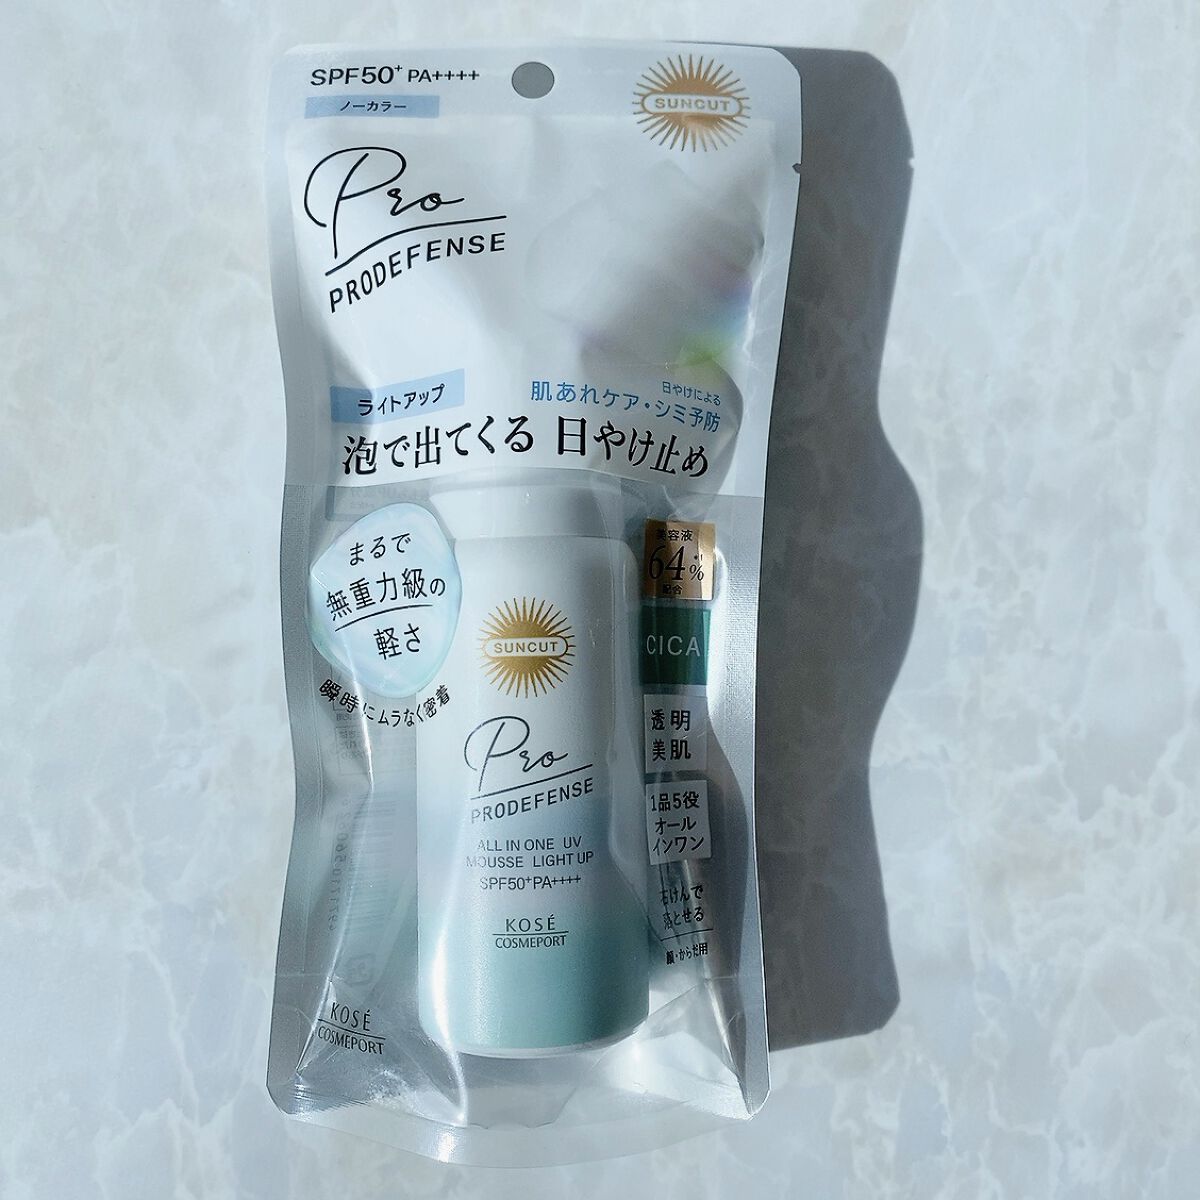 SPF50+ PA++++
ノーカラー
SUNCUT
Pro
PRODEFENSE
ライトアップ
日やけによる
肌あれケア・シミ予防
泡で出てくる 日やけ止め
まるで
無重力級の
軽さ
瞬時にムラなく密着
SUNCUT
Pro
PRODEFENSE
ALL IN ONE UV
MOUSSE LIGHT UP
SPF50+PA++++
KOSÉ
COSMEPORT
美容液
64%
配合
CICA
透明
美肌
1品5役
オール
インワン
石けんで
落とせる
顔・からだ用
KOSÉ
COSMEPORT